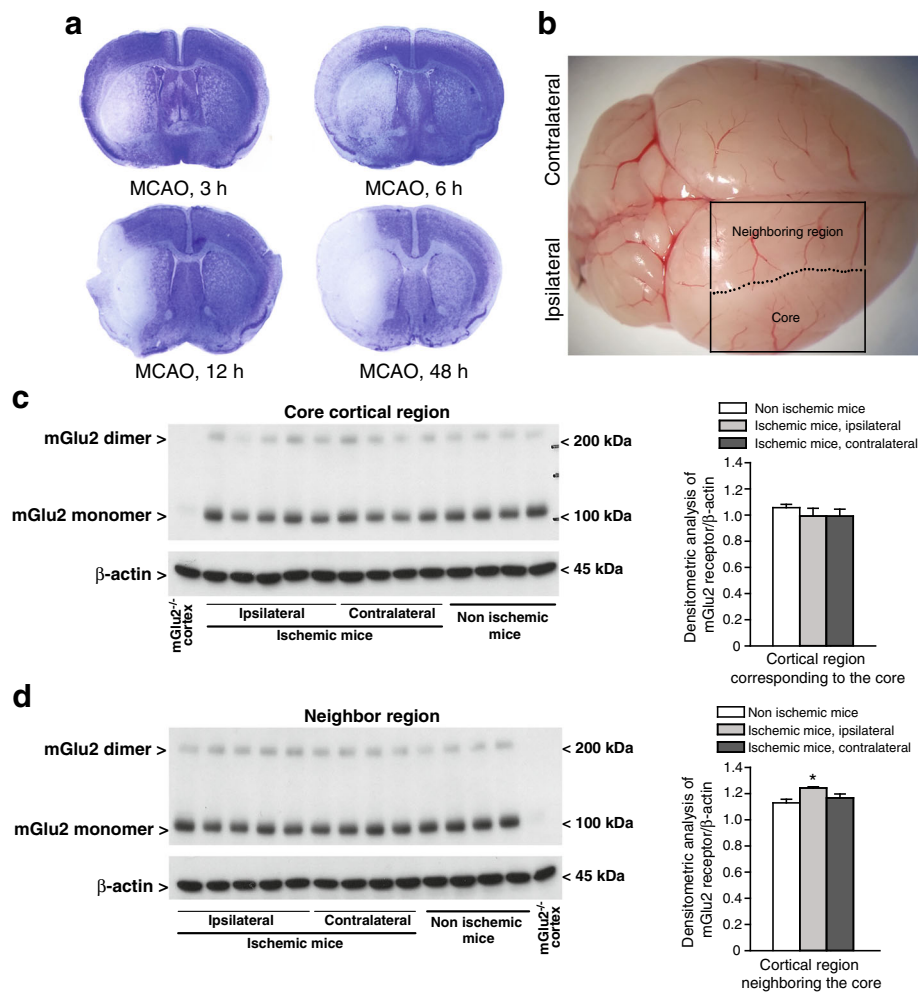 a
MCAO, 3 h
MCAO, 6 h
MCAO, 12 h
MCAO, 48 h
b
Contralateral
Ipsilateral
Neighboring region
Core
c
Core cortical region
mGlu2 dimer >
mGlu2 monomer >
β-actin >
< 200 kDa
< 100 kDa
< 45 kDa
mGlu2-/-
cortex
Ipsilateral
Contralateral
Ischemic mice
Non ischemic
mice
Non ischemic mice
Ischemic mice, ipsilateral
Ischemic mice, contralateral
Densitometric analysis of
mGlu2 receptor/β-actin
1.4
1.2
1.0
0.8
0.6
0.4
0.2
0
Cortical region
corresponding to the core
d
Neighbor region
mGlu2 dimer >
mGlu2 monomer >
β-actin >
< 200 kDa
< 100 kDa
< 45 kDa
Ipsilateral
Contralateral
Ischemic mice
Non ischemic
mice
mGlu2-/-
cortex
Non ischemic mice
Ischemic mice, ipsilateral
Ischemic mice, contralateral
Densitometric analysis of
mGlu2 receptor/β-actin
1.4
1.2
1.0
0.8
0.6
0.4
0.2
0
*
Cortical region
neighboring the core